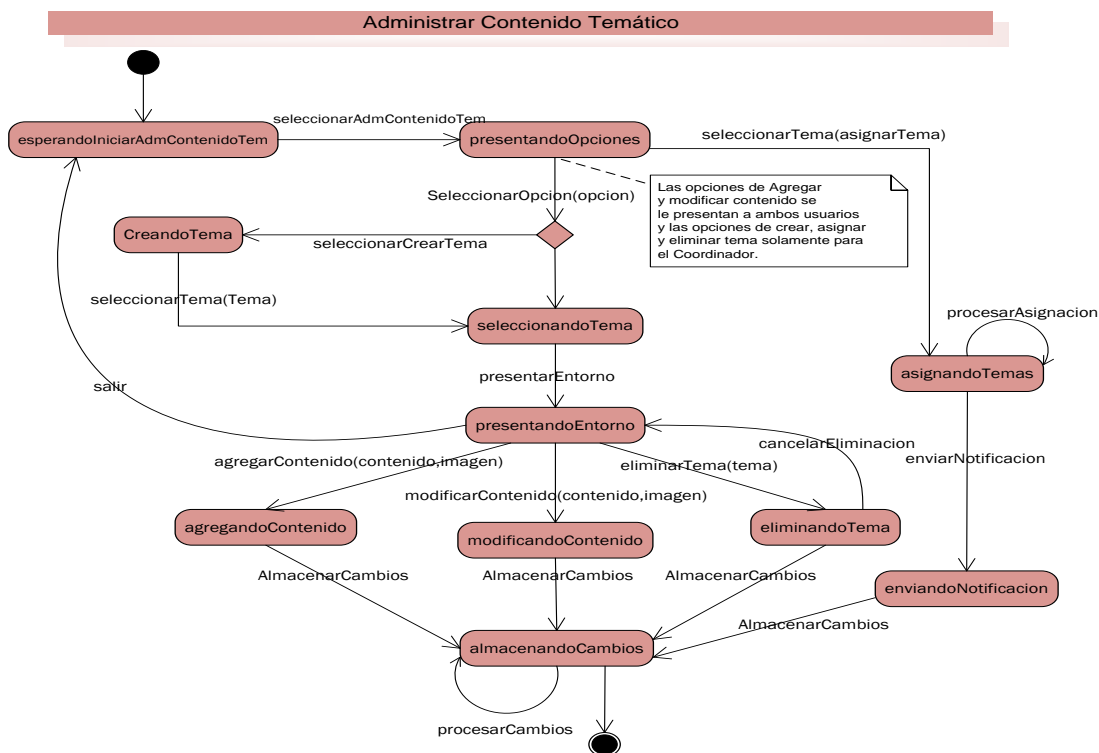 Administrar Contenido Temático
seleccionarAdmContenidoTem
esperandoIniciarAdmContenidoTem
presentandoOpciones
seleccionarTema(asignarTema)
Las opciones de Agregar
y modificar contenido se
le presentan a ambos usuarios
y las opciones de crear, asignar
y eliminar tema solamente para
el Coordinador.
SeleccionarOpcion(opcion)
CreandoTema
seleccionarCrearTema
seleccionarTema(Tema)
seleccionandoTema
procesarAsignacion
asignandoTemas
presentarEntorno
salir
presentandoEntorno
cancelarEliminacion
agregarContenido(contenido,imagen)
eliminarTema(tema)
enviarNotificacion
modificarContenido(contenido,imagen)
agregandoContenido
modificandoContenido
eliminandoTema
AlmacenarCambios
AlmacenarCambios
AlmacenarCambios
enviandoNotificacion
AlmacenarCambios
almacenandoCambios
procesarCambios